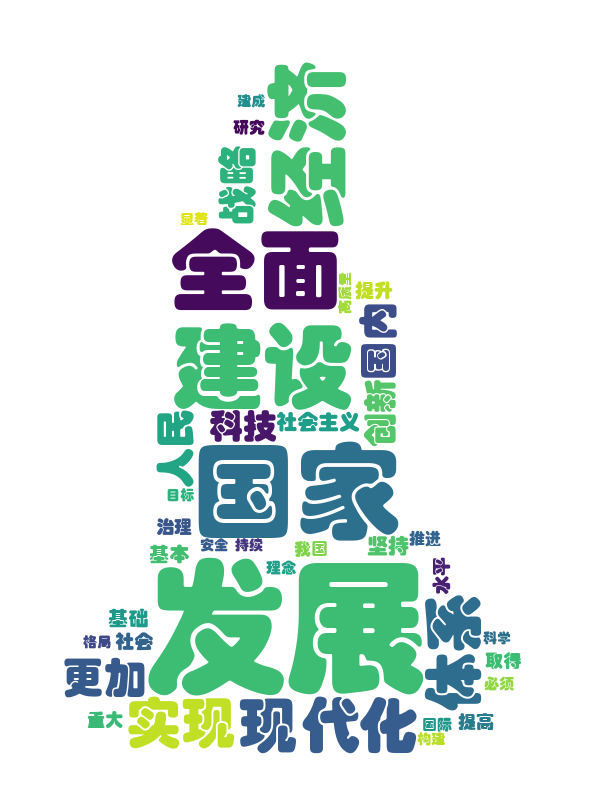 建成
经济
研究
战略
显著
全面
高质量
提升
国内
建设
创新
人民
科技
社会主义
国家
目标
治理
安全
持续
我国
坚持
推进
基本
理念
水平
发展
基础
体系
格局
社会
科学
取得
更加
必须
重大
实现
现代化
国际
提高
构建